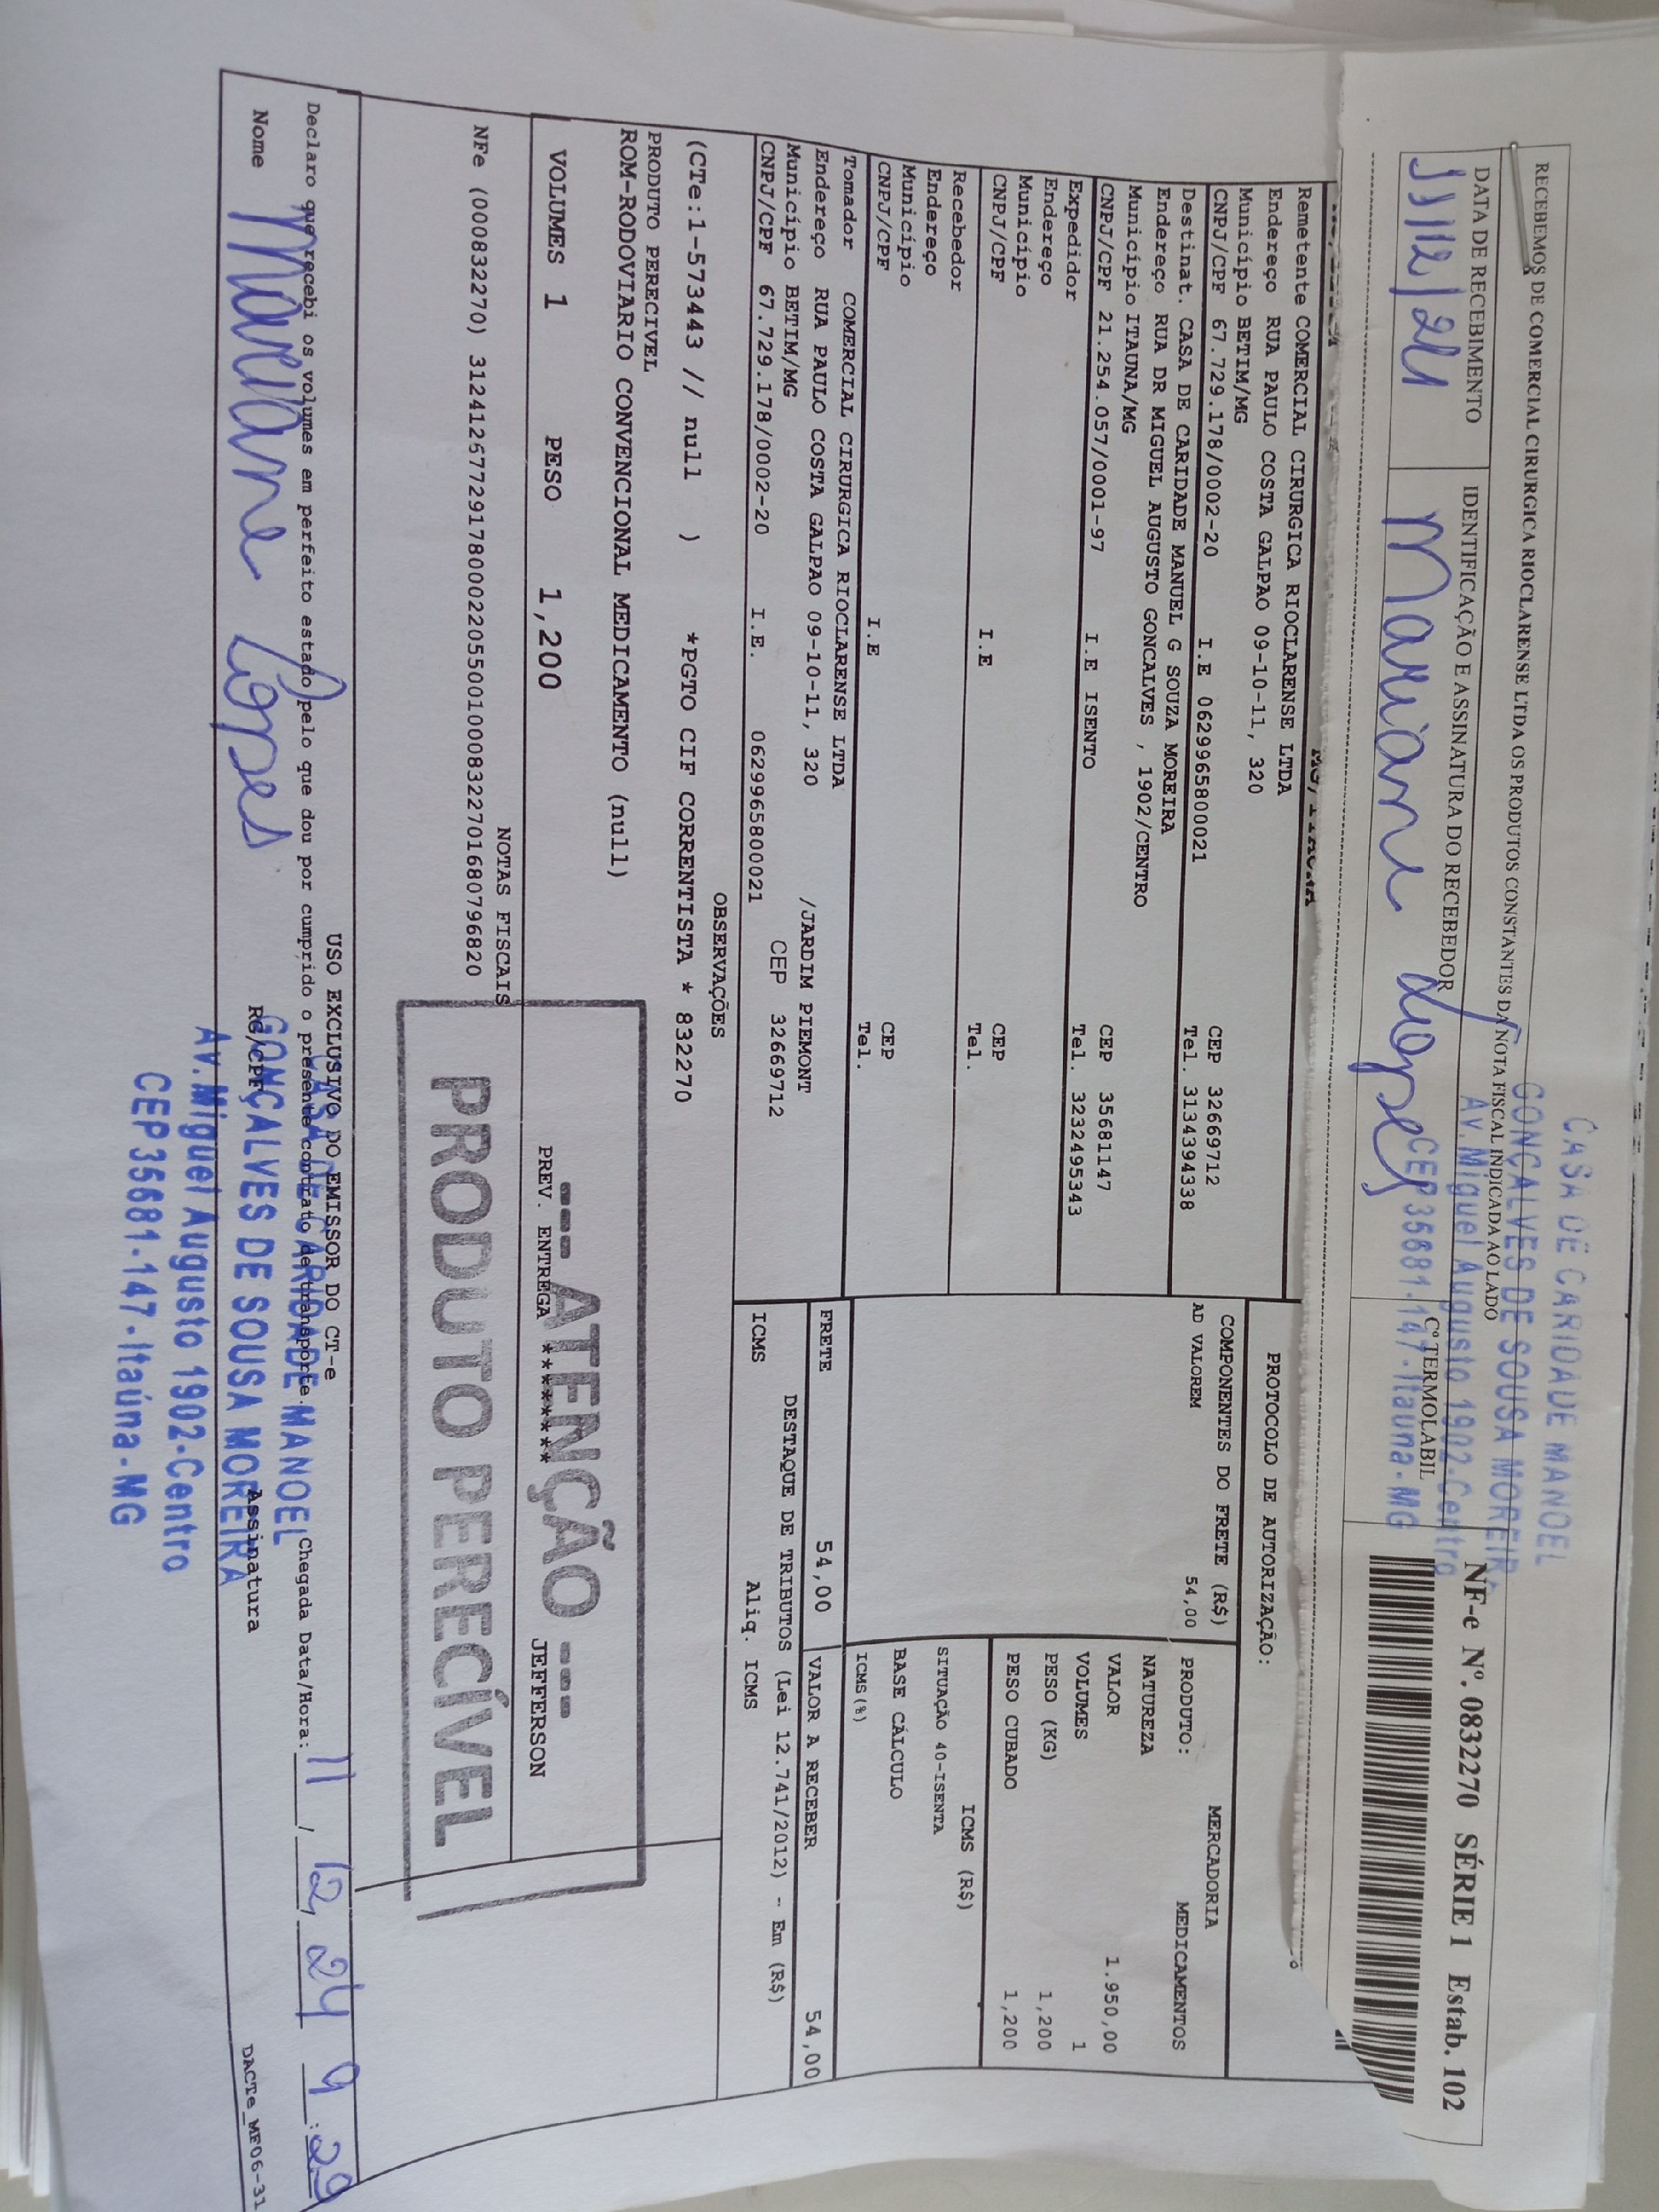 RECEBEMOS DE COMERCIAL CIRURGICA RIOCLARENSE LTDA OS PRODUTOS CONSTANTES DA NOTA FISCAL INDICADA AO LADO
DATA DE RECEBIMENTO
IDENTIFICAÇÃO E ASSINATURA DO RECEBEDOR
Cº TERMOLABIL
NF-e Nº. 0832270 SÉRIE 1 Estab. 102
11/12/24
Mariane Lopes
CASA DE CARIDADE MANOEL
GONÇALVES DE SOUSA MOREIRA
Av. Miguel Augusto 1902-Centro
CEP 35681-147-Itaúna-MG
Remetente COMERCIAL CIRURGICA RIOCLARENSE LTDA
Endereço RUA PAULO COSTA GALPAO 09-10-11, 320
Município BETIM/MG CEP 32669712
CNPJ/CPF 67.729.178/0002-20 I.E 0629965800021 Tel. 3134394338
Destinat. CASA DE CARIDADE MANUEL G SOUZA MOREIRA
Endereço RUA DR MIGUEL AUGUSTO GONCALVES , 1902/CENTRO
Município ITAUNA/MG CEP 35681147
CNPJ/CPF 21.254.057/0001-97 I.E ISENTO Tel. 3232495343
Expedidor
Endereço
Município CEP
CNPJ/CPF I.E Tel.
Recebedor
Endereço
Município CEP
CNPJ/CPF I.E Tel.
Tomador COMERCIAL CIRURGICA RIOCLARENSE LTDA
Endereço RUA PAULO COSTA GALPAO 09-10-11, 320 /JARDIM PIEMONT
Município BETIM/MG CEP 32669712
CNPJ/CPF 67.729.178/0002-20 I.E. 0629965800021
PROTOCOLO DE AUTORIZAÇÃO:
COMPONENTES DO FRETE (R$)
AD VALOREM 54,00
MERCADORIA
PRODUTO: MEDICAMENTOS
NATUREZA
VALOR 1.950,00
VOLUMES 1
PESO (KG) 1,200
PESO CUBADO 1,200
ICMS (R$)
SITUAÇÃO 40-ISENTA
BASE CÁLCULO
ICMS(%)
FRETE 54,00
VALOR A RECEBER 54,00
DESTAQUE DE TRIBUTOS (Lei 12.741/2012) - Em (R$)
ICMS Aliq. ICMS
OBSERVAÇÕES
(CTe:1-573443 // null ) *PGTO CIF CORRENTISTA * 832270
PRODUTO PERECIVEL
ROM-RODOVIARIO CONVENCIONAL MEDICAMENTO (null)
VOLUMES 1 PESO 1,200 PREV. ENTREGA ******** JEFFERSON
--- ATENÇÃO ---
PRODUTO PERECÍVEL
NOTAS FISCAIS
NFe (000832270) 31241267729178000220550010008322701680796820
USO EXCLUSIVO DO EMISSOR DO CT-e
Declaro que recebi os volumes em perfeito estado pelo que dou por cumprido o presente contrato de transporte. Chegada Data/Hora: 11/12/24 9:29
Nome Mariane Lopes RG/CPF Assinatura
CASA DE CARIDADE MANOEL
GONÇALVES DE SOUSA MOREIRA
Av. Miguel Augusto 1902-Centro
CEP 35681-147-Itaúna-MG
DACTe_MF06-31